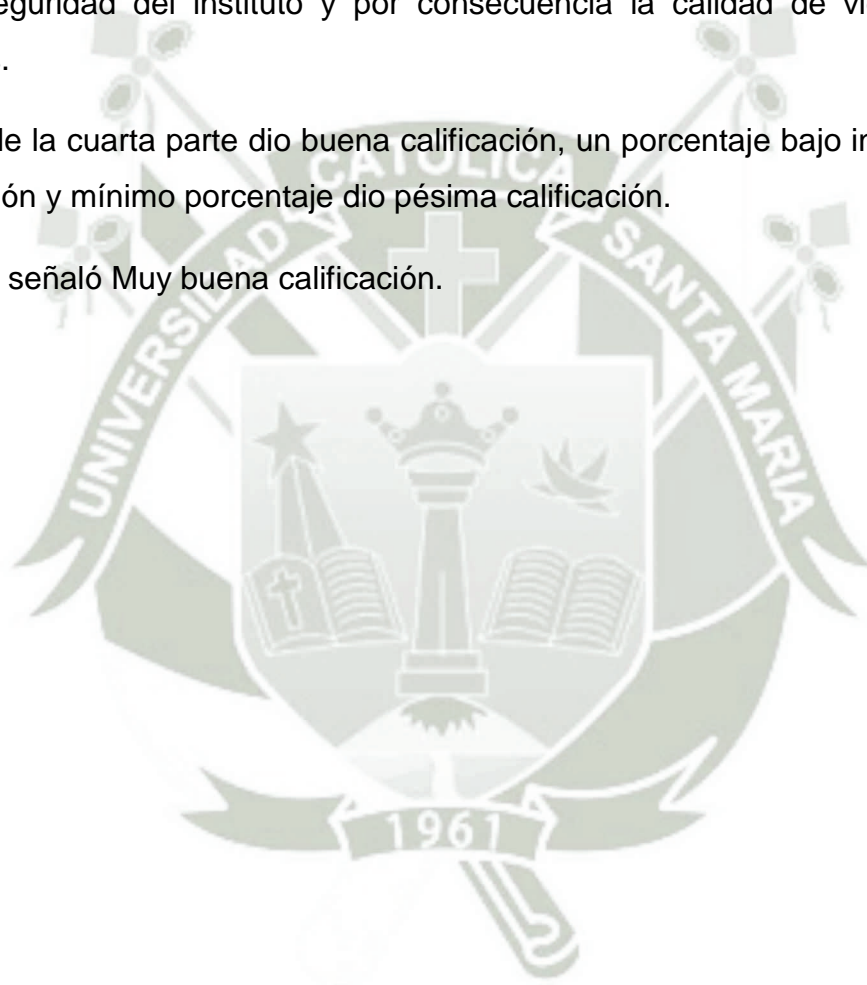 eguridad del instituto y por consecuencia la calidad de vi
.
le la cuarta parte dio buena calificación, un porcentaje bajo in
ón y mínimo porcentaje dio pésima calificación.
señaló Muy buena calificación.
UNIVERSIDAD CATOLICA SANTA MARIA
1961